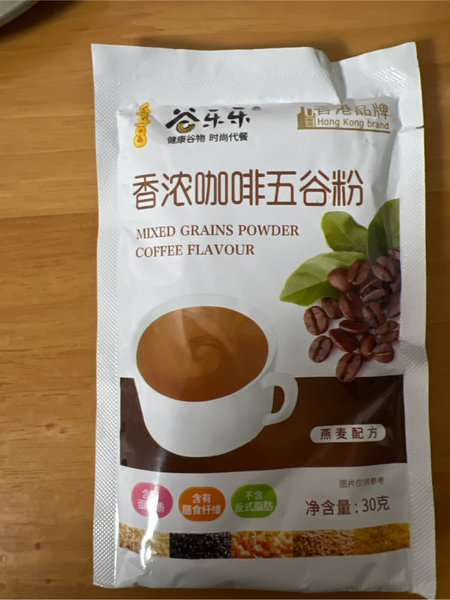 谷乐乐
健康谷物 时尚代餐
香港品牌
Hong Kong brand
香浓咖啡五谷粉
MIXED GRAINS POWDER
COFFEE FLAVOUR
燕麦配方
图片仅供参考
含有
膳食纤维
不含
反式脂肪
净含量:30克